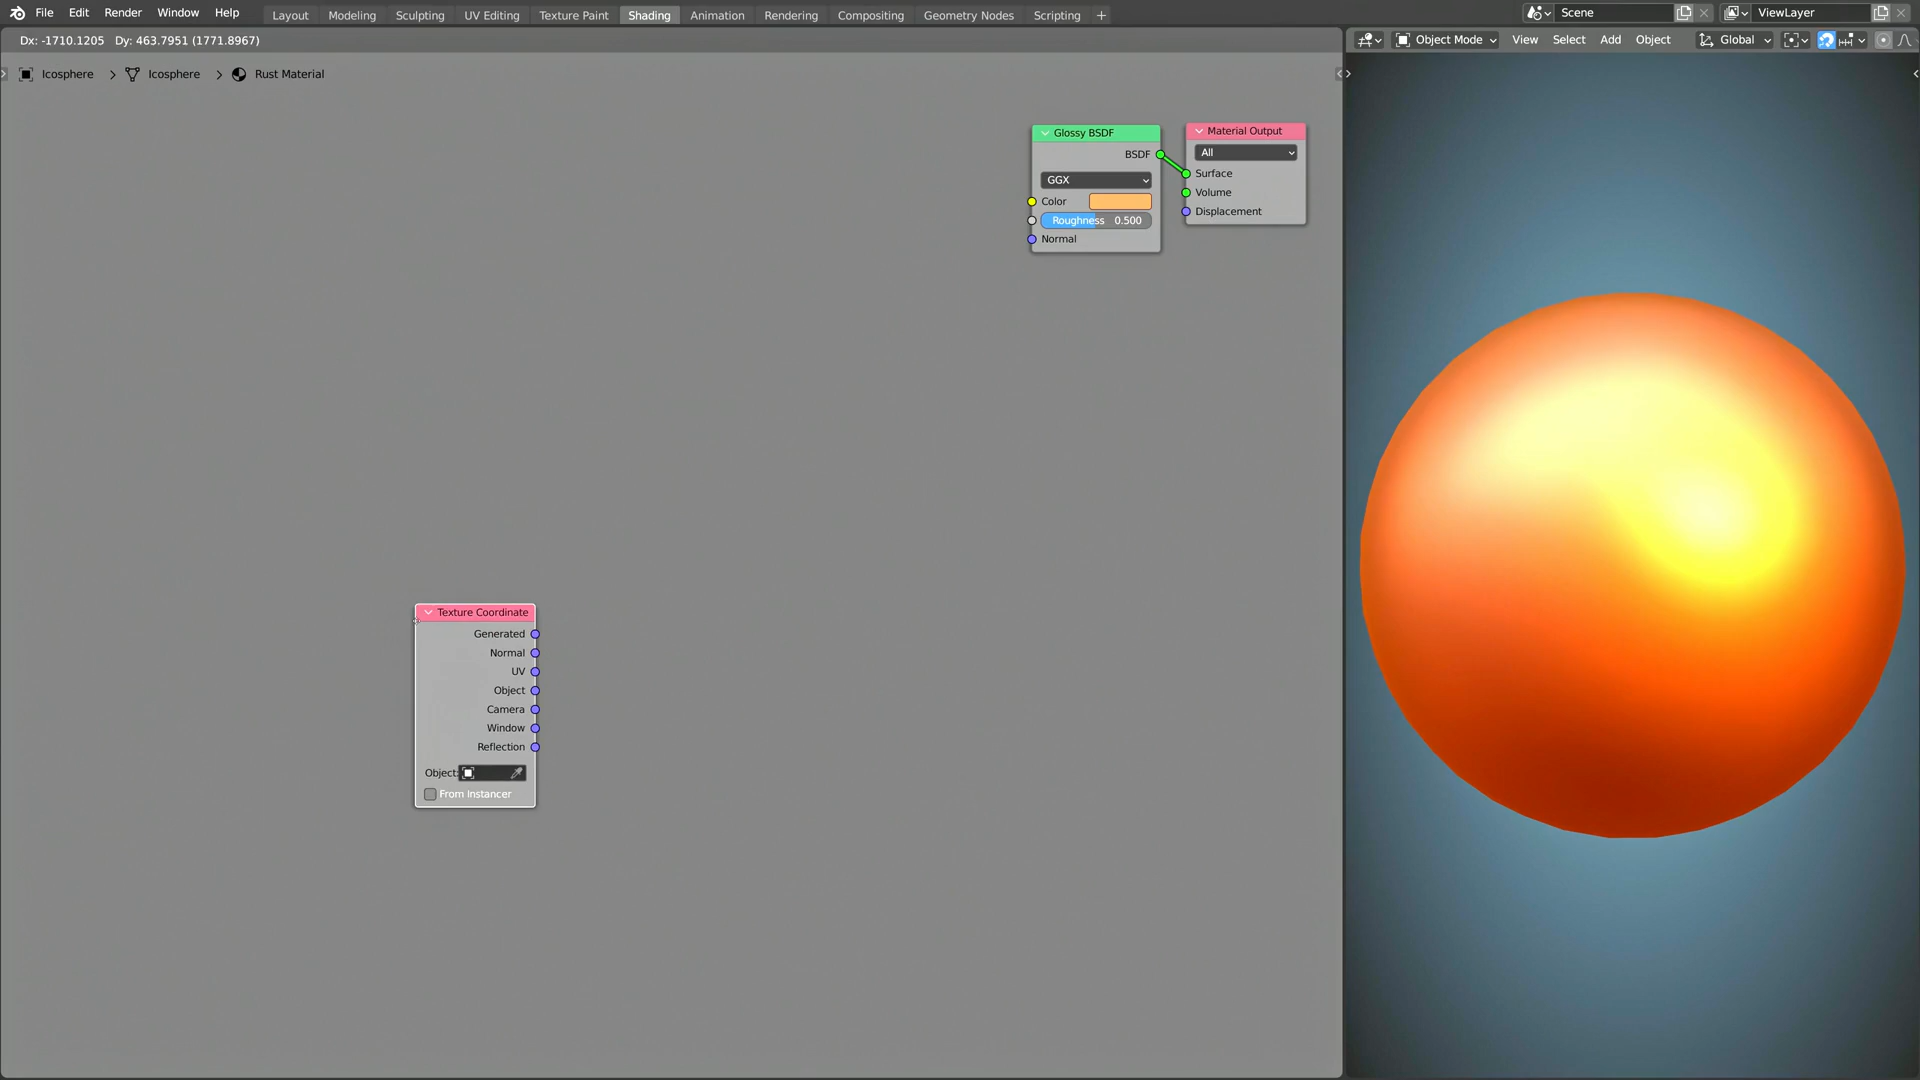 File Edit Render Window Help Layout Modeling Sculpting UV Editing Texture Paint Shading Animation Rendering Compositing Geometry Nodes Scripting + Scene ViewLayer
Dx: -1710.1205 Dy: 463.7951 (1771.8967)
Object Mode View Select Add Object Global
Icosphere > Icosphere > Rust Material
Glossy BSDF
BSDF
GGX
Color
Roughness 0.500
Normal
Material Output
All
Surface
Volume
Displacement
Texture Coordinate
Generated
Normal
UV
Object
Camera
Window
Reflection
Object:
From Instancer